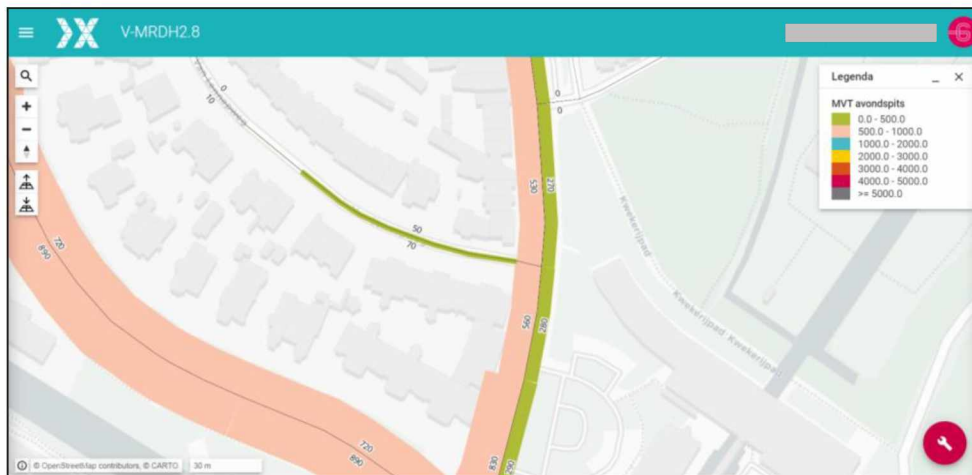 V-MRDH2.8
Legenda
MVT avondspits
0.0 - 500.0
500.0 - 1000.0
1000.0 - 2000.0
2000.0 - 3000.0
3000.0 - 4000.0
4000.0 - 5000.0
>= 5000.0
0
10
0
0
530
270
50
70
720
890
560
280
Kwekerijpad
Kwekerijpad Kwekerijpad
720
890
830
© OpenStreetMap contributors, © CARTO
30 m